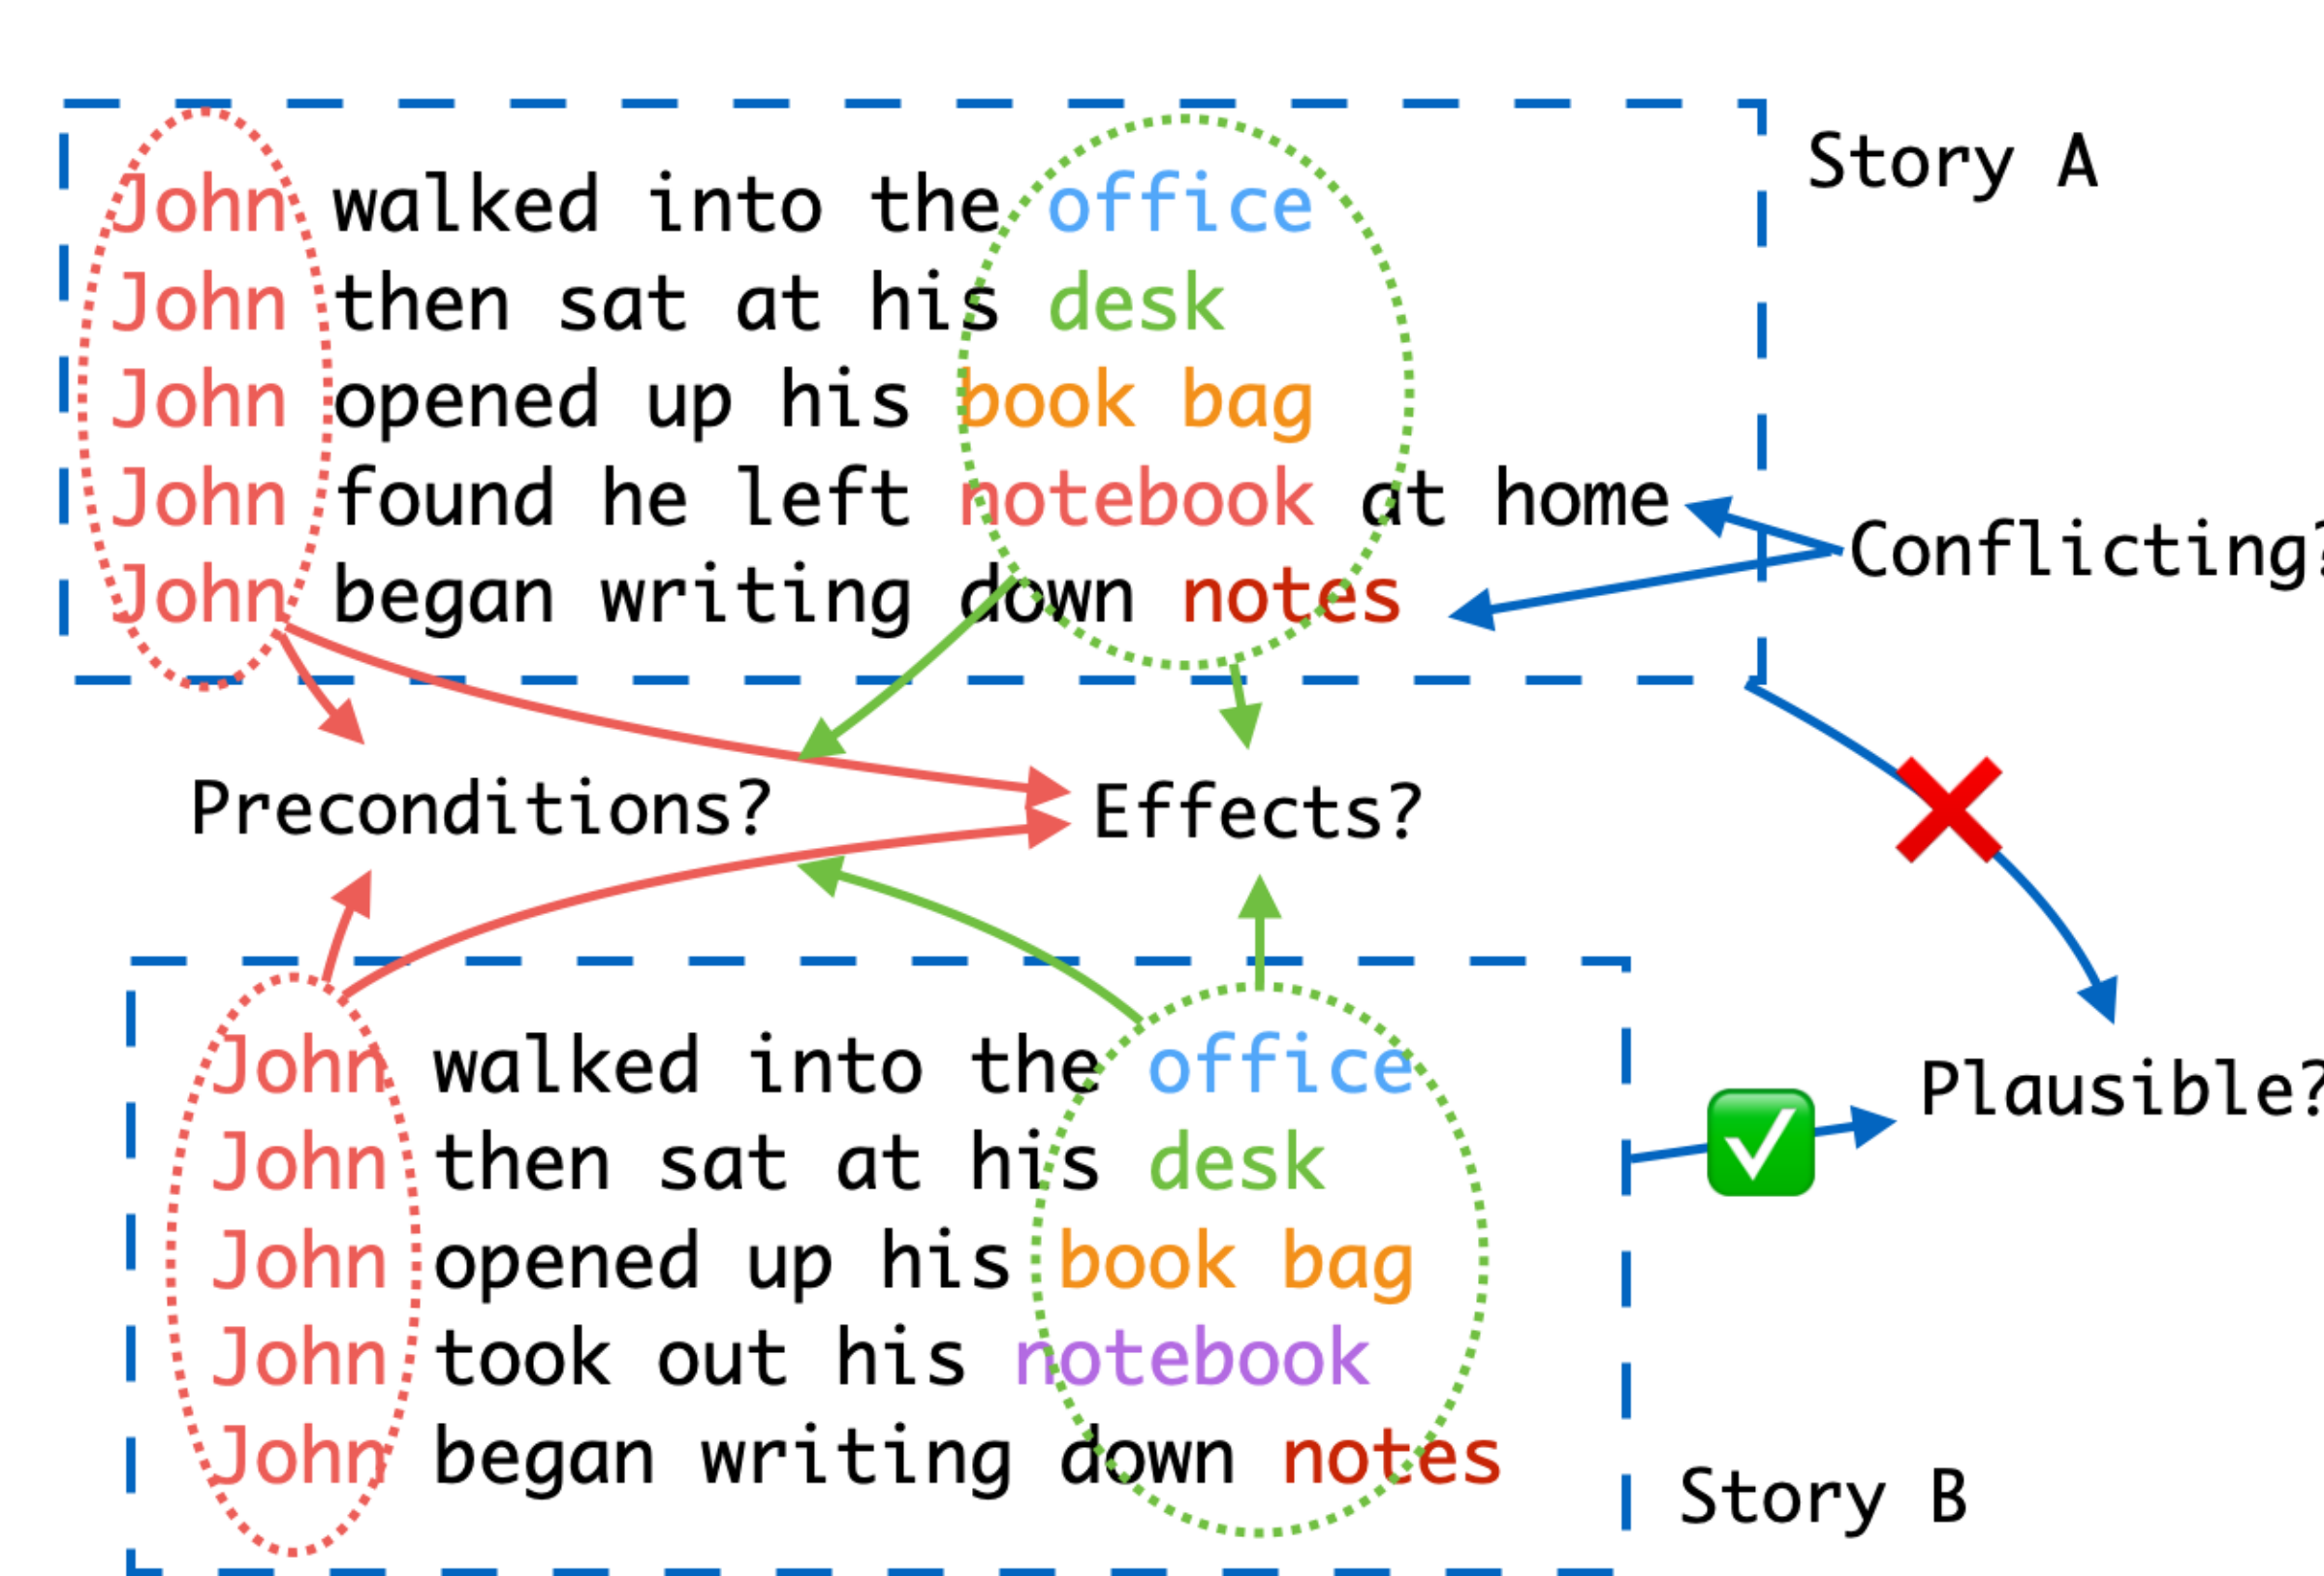 Story A
John walked into the office
John then sat at his desk
John opened up his book bag
John found he left notebook at home
John began writing down notes
Conflicting?
Preconditions?
Effects?
John walked into the office
John then sat at his desk
John opened up his book bag
John took out his notebook
John began writing down notes
Plausible?
Story B